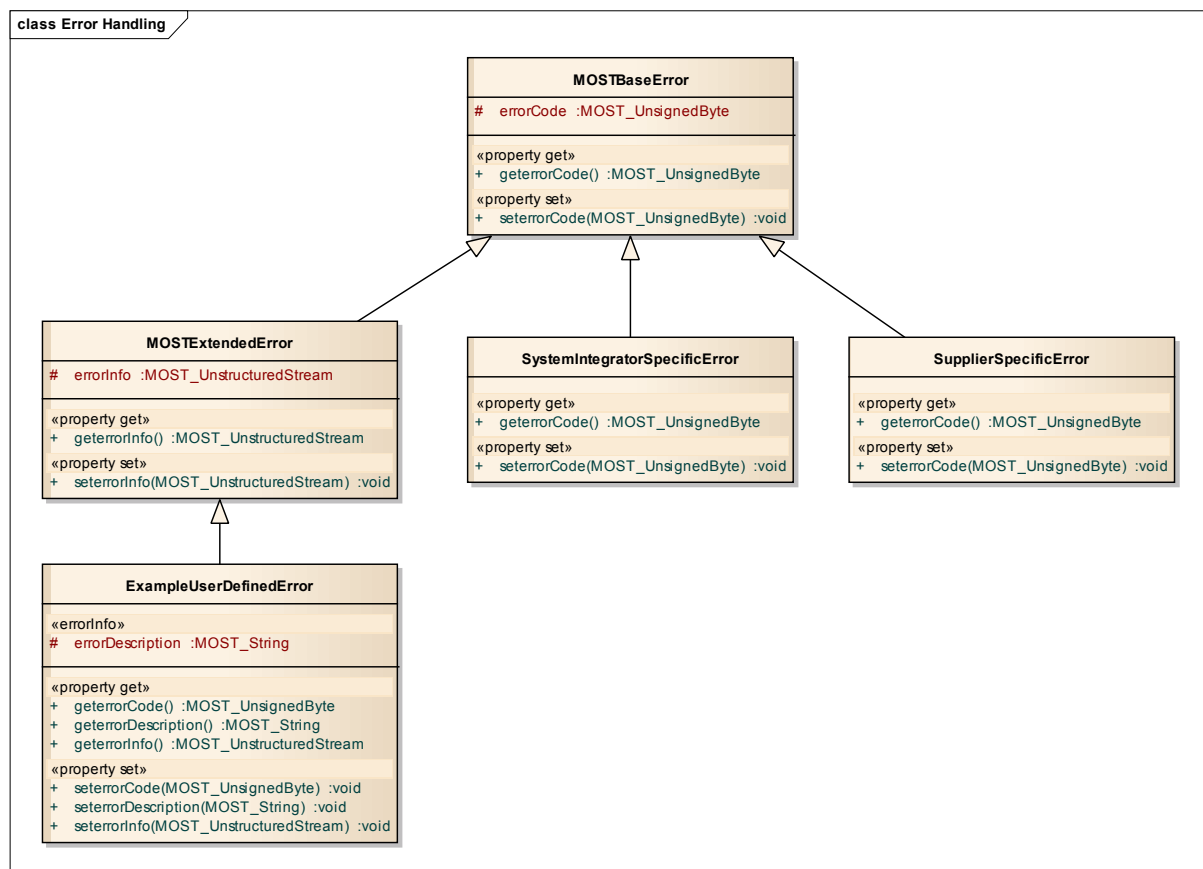 class Error Handling
MOSTBaseError
# errorCode :MOST_UnsignedByte
«property get»
+ geterrorCode() :MOST_UnsignedByte
«property set»
+ seterrorCode(MOST_UnsignedByte) :void
MOSTExtendedError
# errorInfo :MOST_UnstructuredStream
«property get»
+ geterrorInfo() :MOST_UnstructuredStream
«property set»
+ seterrorInfo(MOST_UnstructuredStream) :void
SystemIntegratorSpecificError
«property get»
+ geterrorCode() :MOST_UnsignedByte
«property set»
+ seterrorCode(MOST_UnsignedByte) :void
SupplierSpecificError
«property get»
+ geterrorCode() :MOST_UnsignedByte
«property set»
+ seterrorCode(MOST_UnsignedByte) :void
ExampleUserDefinedError
«errorInfo»
# errorDescription :MOST_String
«property get»
+ geterrorCode() :MOST_UnsignedByte
+ geterrorDescription() :MOST_String
+ geterrorInfo() :MOST_UnstructuredStream
«property set»
+ seterrorCode(MOST_UnsignedByte) :void
+ seterrorDescription(MOST_String) :void
+ seterrorInfo(MOST_UnstructuredStream) :void